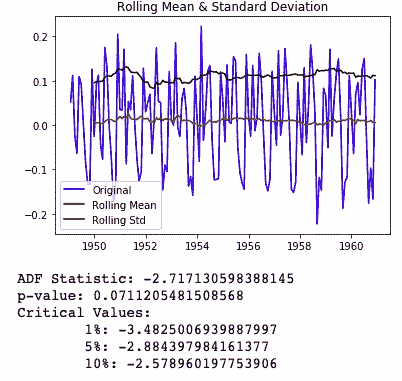 Rolling Mean & Standard Deviation
0.2
0.1
0.0
−0.1
−0.2
Original
Rolling Mean
Rolling Std
1950 1952 1954 1956 1958 1960
ADF Statistic: -2.717130598388145
p-value: 0.0711205481508568
Critical Values:
1%: -3.4825006939887997
5%: -2.884397984161377
10%: -2.578960197753906